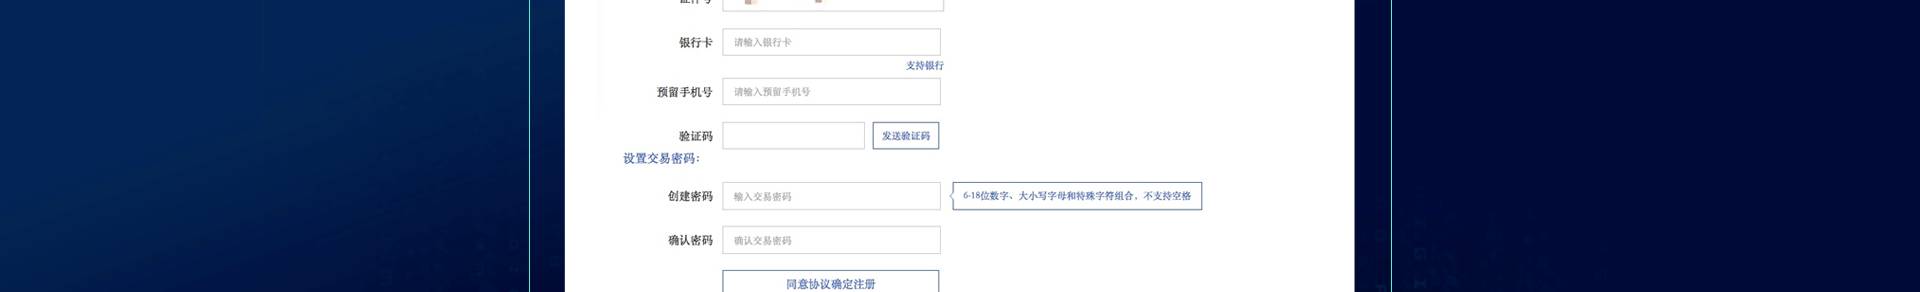 证件号
银行卡 请输入银行卡
支持银行
预留手机号 请输入预留手机号
验证码 发送验证码
设置交易密码:
创建密码 输入交易密码 6-18位数字、大小写字母和特殊字符组合，不支持空格
确认密码 确认交易密码
同意协议确定注册